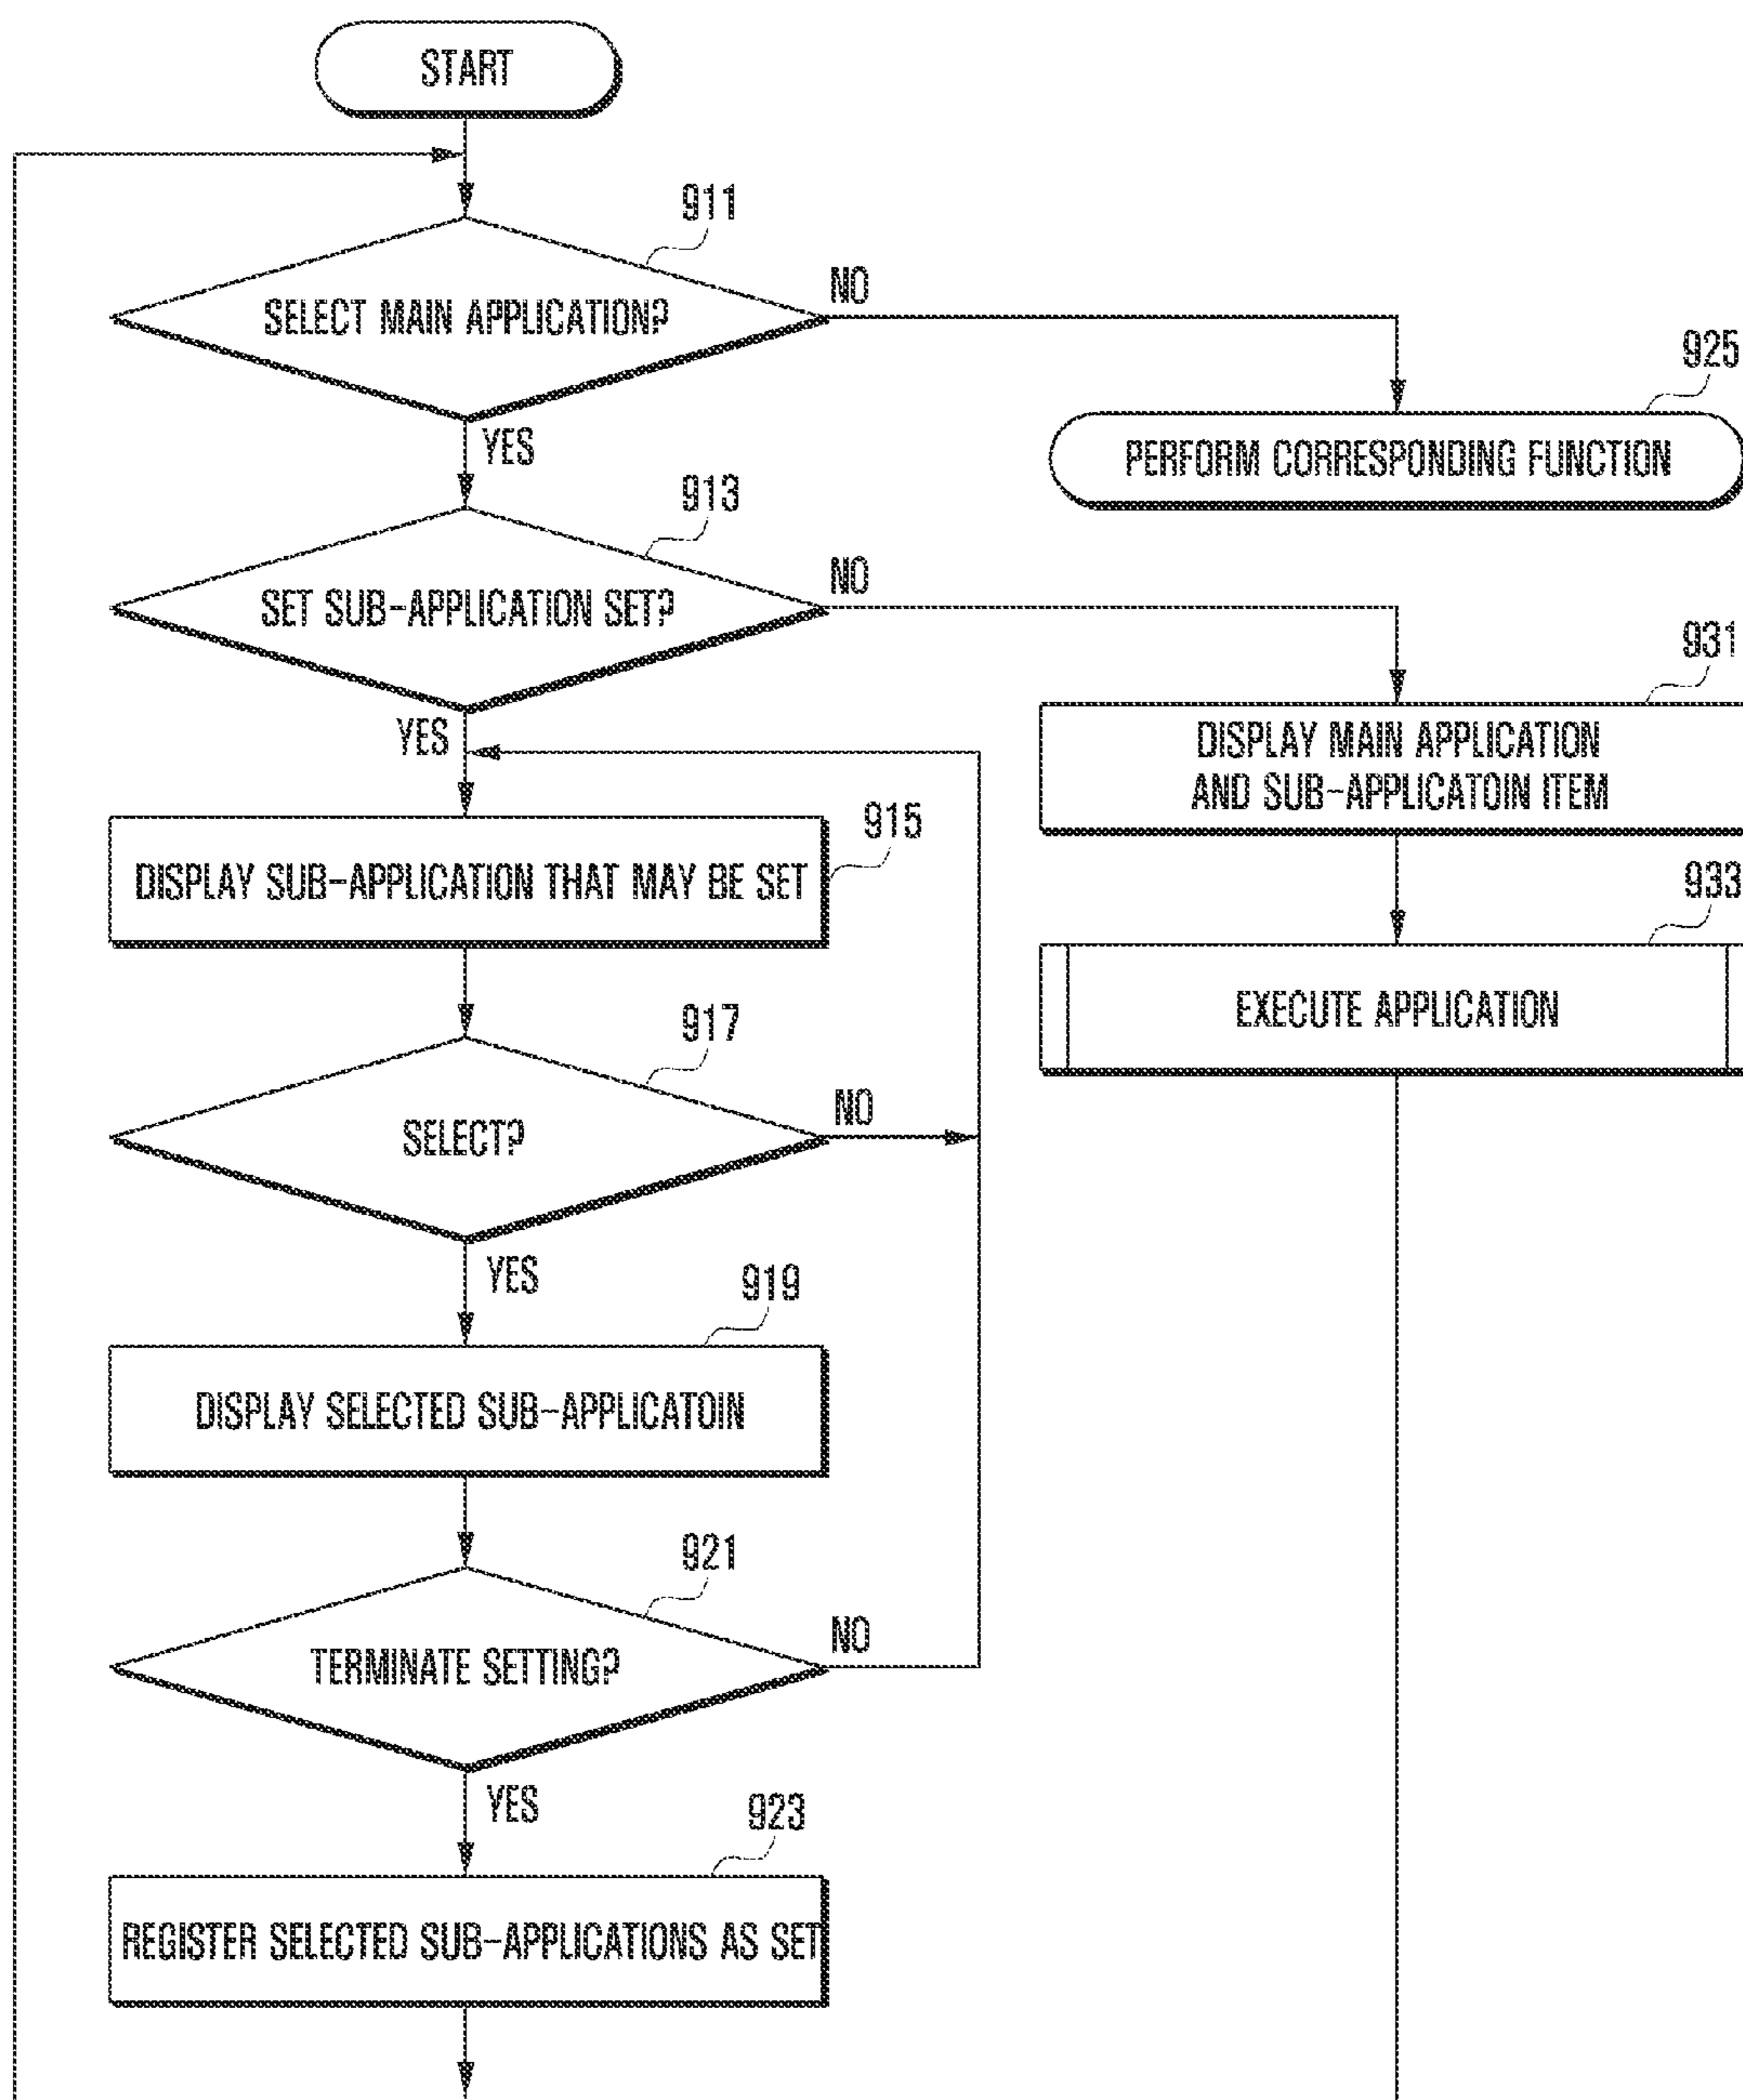 START
911
SELECT MAIN APPLICATION?
NO
YES
925
PERFORM CORRESPONDING FUNCTION
913
SET SUB-APPLICATION SET?
NO
YES
931
DISPLAY MAIN APPLICATION
AND SUB-APPLICATOIN ITEM
915
DISPLAY SUB-APPLICATION THAT MAY BE SET
933
EXECUTE APPLICATION
917
SELECT?
NO
YES
919
DISPLAY SELECTED SUB-APPLICATOIN
921
TERMINATE SETTING?
NO
YES
923
REGISTER SELECTED SUB-APPLICATIONS AS SET